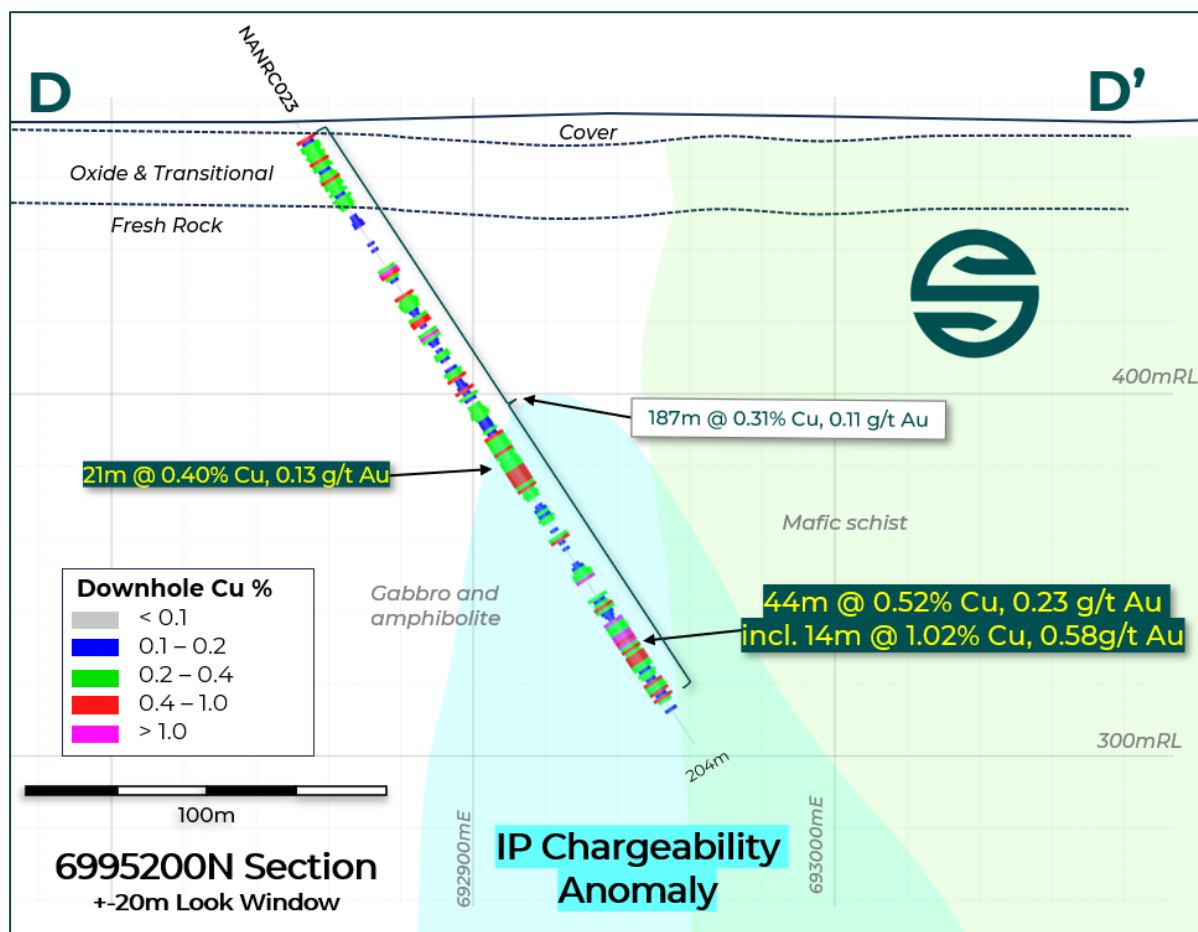 D
NANRC023
D'
Cover
Oxide & Transitional
Fresh Rock
400mRL
187m @ 0.31% Cu, 0.11 g/t Au
21m @ 0.40% Cu, 0.13 g/t Au
Mafic schist
Downhole Cu %
< 0.1
0.1 – 0.2
0.2 – 0.4
0.4 – 1.0
> 1.0
Gabbro and
amphibolite
44m @ 0.52% Cu, 0.23 g/t Au
incl. 14m @ 1.02% Cu, 0.58g/t Au
300mRL
204m
100m
692900mE
693000mE
IP Chargeability
Anomaly
6995200N Section
+-20m Look Window